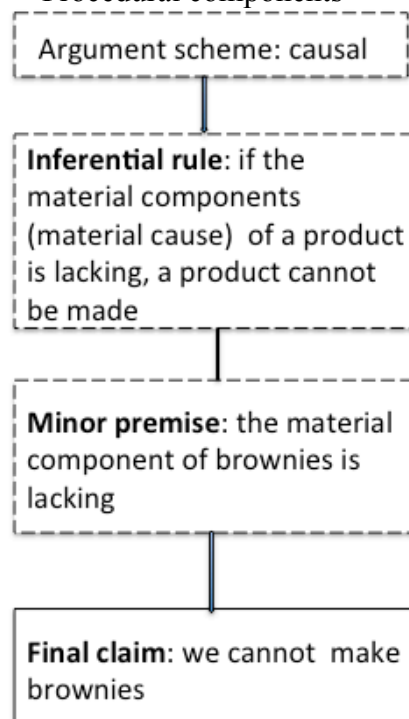 Procedural components
Argument scheme: causal
Inferential rule: if the
material components
(material cause) of a product
is lacking, a product cannot
be made
Minor premise: the material
component of brownies is
lacking
Final claim: we cannot make
brownies